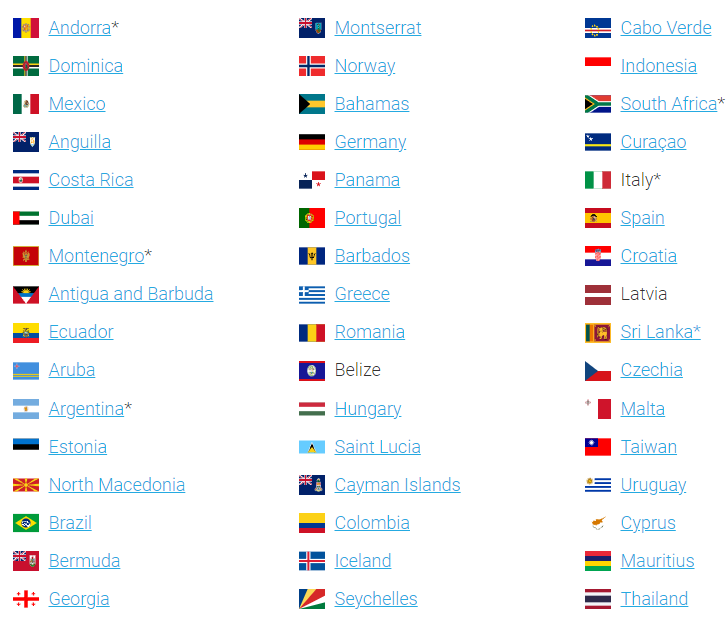 Andorra*
Montserrat
Cabo Verde
Dominica
Norway
Indonesia
Mexico
Bahamas
South Africa*
Anguilla
Germany
Curaçao
Costa Rica
Panama
Italy*
Dubai
Portugal
Spain
Montenegro*
Barbados
Croatia
Antigua and Barbuda
Greece
Latvia
Ecuador
Romania
Sri Lanka*
Aruba
Belize
Czechia
Argentina*
Hungary
Malta
Estonia
Saint Lucia
Taiwan
North Macedonia
Cayman Islands
Uruguay
Brazil
Colombia
Cyprus
Bermuda
Iceland
Mauritius
Georgia
Seychelles
Thailand